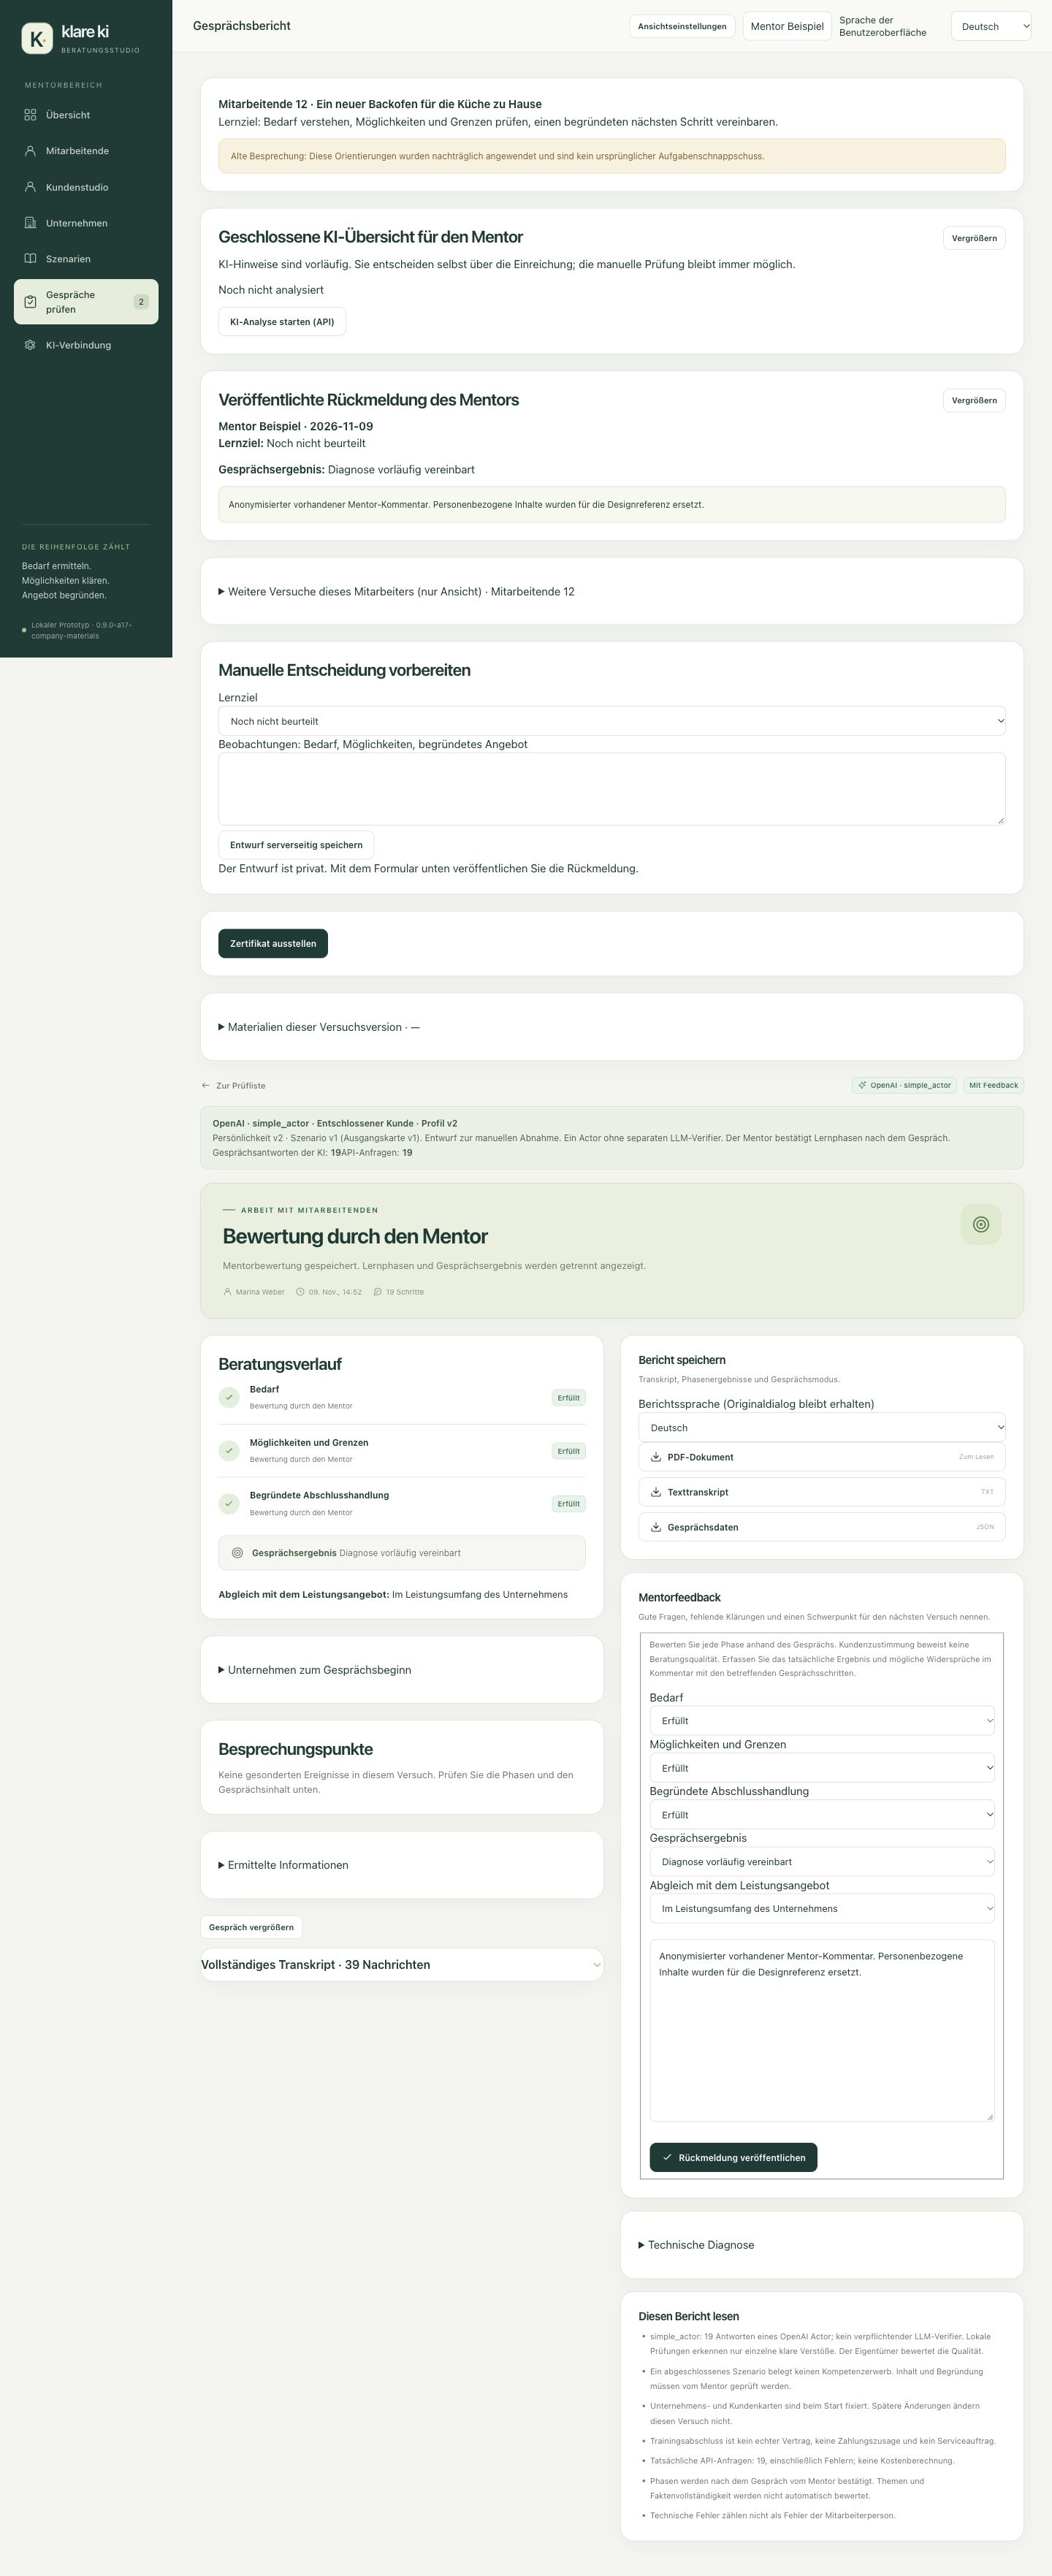 klare ki
BERATUNGSSTUDIO
MENTORBEREICH
Übersicht
Mitarbeitende
Kundenstudio
Unternehmen
Szenarien
Gespräche
prüfen
2
KI-Verbindung
DIE REIHENFOLGE ZÄHLT
Bedarf ermitteln.
Möglichkeiten klären.
Angebot begründen.
Lokaler Prototyp · 0.9.0-a17-
company-materials
Gesprächsbericht
Ansichtseinstellungen
Mentor Beispiel
Sprache der
Benutzeroberfläche
Deutsch
Mitarbeitende 12 · Ein neuer Backofen für die Küche zu Hause
Lernziel: Bedarf verstehen, Möglichkeiten und Grenzen prüfen, einen begründeten nächsten Schritt vereinbaren.
Alte Besprechung: Diese Orientierungen wurden nachträglich angewendet und sind kein ursprünglicher Aufgabenschnappschuss.
Geschlossene KI-Übersicht für den Mentor
Vergrößern
KI-Hinweise sind vorläufig. Sie entscheiden selbst über die Einreichung; die manuelle Prüfung bleibt immer möglich.
Noch nicht analysiert
KI-Analyse starten (API)
Veröffentlichte Rückmeldung des Mentors
Vergrößern
Mentor Beispiel · 2026-11-09
Lernziel: Noch nicht beurteilt
Gesprächsergebnis: Diagnose vorläufig vereinbart
Anonymisierter vorhandener Mentor-Kommentar. Personenbezogene Inhalte wurden für die Designreferenz ersetzt.
▶ Weitere Versuche dieses Mitarbeiters (nur Ansicht) · Mitarbeitende 12
Manuelle Entscheidung vorbereiten
Lernziel
Noch nicht beurteilt
Beobachtungen: Bedarf, Möglichkeiten, begründetes Angebot
Entwurf serverseitig speichern
Der Entwurf ist privat. Mit dem Formular unten veröffentlichen Sie die Rückmeldung.
Zertifikat ausstellen
▶ Materialien dieser Versuchsversion · —
← Zur Prüfliste
OpenAI · simple_actor
Mit Feedback
OpenAI · simple_actor · Entschlossener Kunde · Profil v2
Persönlichkeit v2 · Szenario v1 (Ausgangskarte v1). Entwurf zur manuellen Abnahme. Ein Actor ohne separaten LLM-Verifier. Der Mentor bestätigt Lernphasen nach dem Gespräch.
Gesprächsantworten der KI: 19API-Anfragen: 19
ARBEIT MIT MITARBEITENDEN
Bewertung durch den Mentor
Mentorbewertung gespeichert. Lernphasen und Gesprächsergebnis werden getrennt angezeigt.
Marina Weber
09. Nov., 14:52
19 Schritte
Beratungsverlauf
Bedarf
Bewertung durch den Mentor
Erfüllt
Möglichkeiten und Grenzen
Bewertung durch den Mentor
Erfüllt
Begründete Abschlusshandlung
Bewertung durch den Mentor
Erfüllt
Gesprächsergebnis Diagnose vorläufig vereinbart
Abgleich mit dem Leistungsangebot: Im Leistungsumfang des Unternehmens
▶ Unternehmen zum Gesprächsbeginn
Besprechungspunkte
Keine gesonderten Ereignisse in diesem Versuch. Prüfen Sie die Phasen und den
Gesprächsinhalt unten.
▶ Ermittelte Informationen
Gespräch vergrößern
Vollständiges Transkript · 39 Nachrichten
Bericht speichern
Transkript, Phasenergebnisse und Gesprächsmodus.
Berichtssprache (Originaldialog bleibt erhalten)
Deutsch
PDF-Dokument
Zum Lesen
Texttranskript
TXT
Gesprächsdaten
JSON
Mentorfeedback
Gute Fragen, fehlende Klärungen und einen Schwerpunkt für den nächsten Versuch nennen.
Bewerten Sie jede Phase anhand des Gesprächs. Kundenzustimmung beweist keine
Beratungsqualität. Erfassen Sie das tatsächliche Ergebnis und mögliche Widersprüche im
Kommentar mit den betreffenden Gesprächsschritten.
Bedarf
Erfüllt
Möglichkeiten und Grenzen
Erfüllt
Begründete Abschlusshandlung
Erfüllt
Gesprächsergebnis
Diagnose vorläufig vereinbart
Abgleich mit dem Leistungsangebot
Im Leistungsumfang des Unternehmens
Anonymisierter vorhandener Mentor-Kommentar. Personenbezogene
Inhalte wurden für die Designreferenz ersetzt.
Rückmeldung veröffentlichen
▶ Technische Diagnose
Diesen Bericht lesen
• simple_actor: 19 Antworten eines OpenAI Actor; kein verpflichtender LLM-Verifier. Lokale
Prüfungen erkennen nur einzelne klare Verstöße. Der Eigentümer bewertet die Qualität.
• Ein abgeschlossenes Szenario belegt keinen Kompetenzerwerb. Inhalt und Begründung
müssen vom Mentor geprüft werden.
• Unternehmens- und Kundenkarten sind beim Start fixiert. Spätere Änderungen ändern
diesen Versuch nicht.
• Trainingsabschluss ist kein echter Vertrag, keine Zahlungszusage und kein Serviceauftrag.
• Tatsächliche API-Anfragen: 19, einschließlich Fehlern; keine Kostenberechnung.
• Phasen werden nach dem Gespräch vom Mentor bestätigt. Themen und
Faktenvollständigkeit werden nicht automatisch bewertet.
• Technische Fehler zählen nicht als Fehler der Mitarbeiterperson.